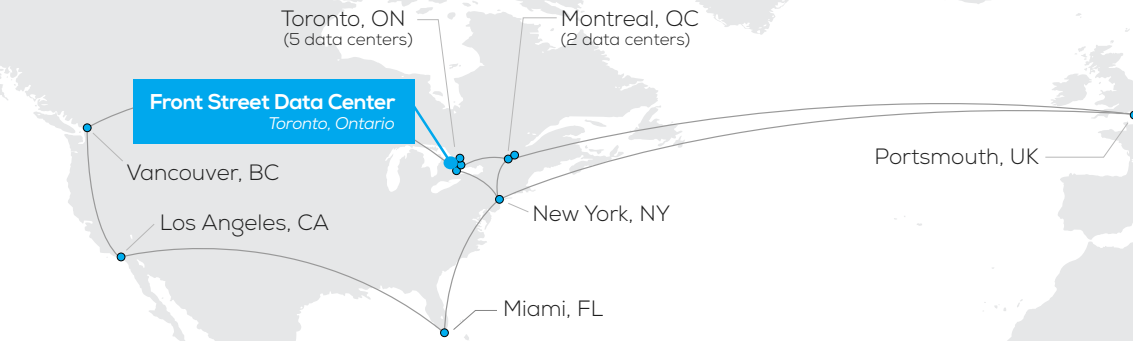 Toronto, ON
(5 data centers)
Montreal, QC
(2 data centers)
Front Street Data Center
Toronto, Ontario
Vancouver, BC
Portsmouth, UK
Los Angeles, CA
New York, NY
Miami, FL